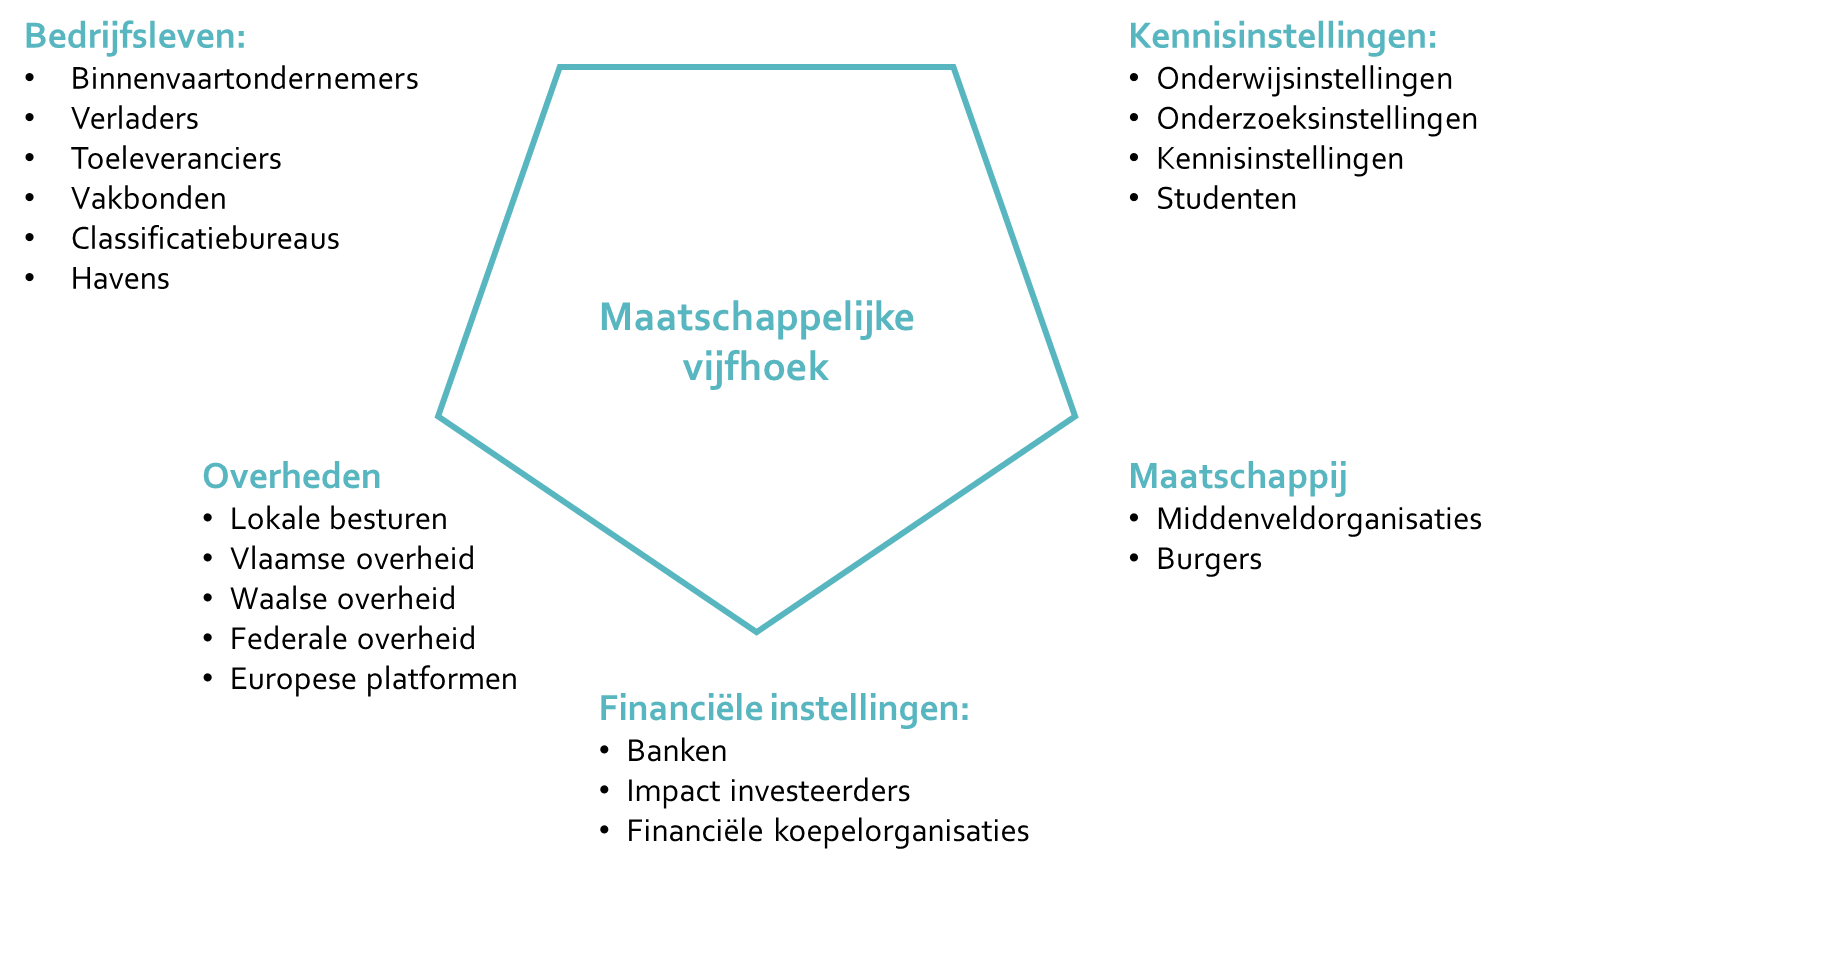 Bedrijfsleven:
• Binnenvaartondernemers
• Verladers
• Toeleveranciers
• Vakbonden
• Classificatiebureaus
• Havens
Kennisinstellingen:
• Onderwijsinstellingen
• Onderzoeksinstellingen
• Kennisinstellingen
• Studenten
Maatschappelijke
vijfhoek
Overheden
• Lokale besturen
• Vlaamse overheid
• Waalse overheid
• Federale overheid
• Europese platformen
Maatschappij
• Middenveldorganisaties
• Burgers
Financiële instellingen:
• Banken
• Impact investeerders
• Financiële koepelorganisaties